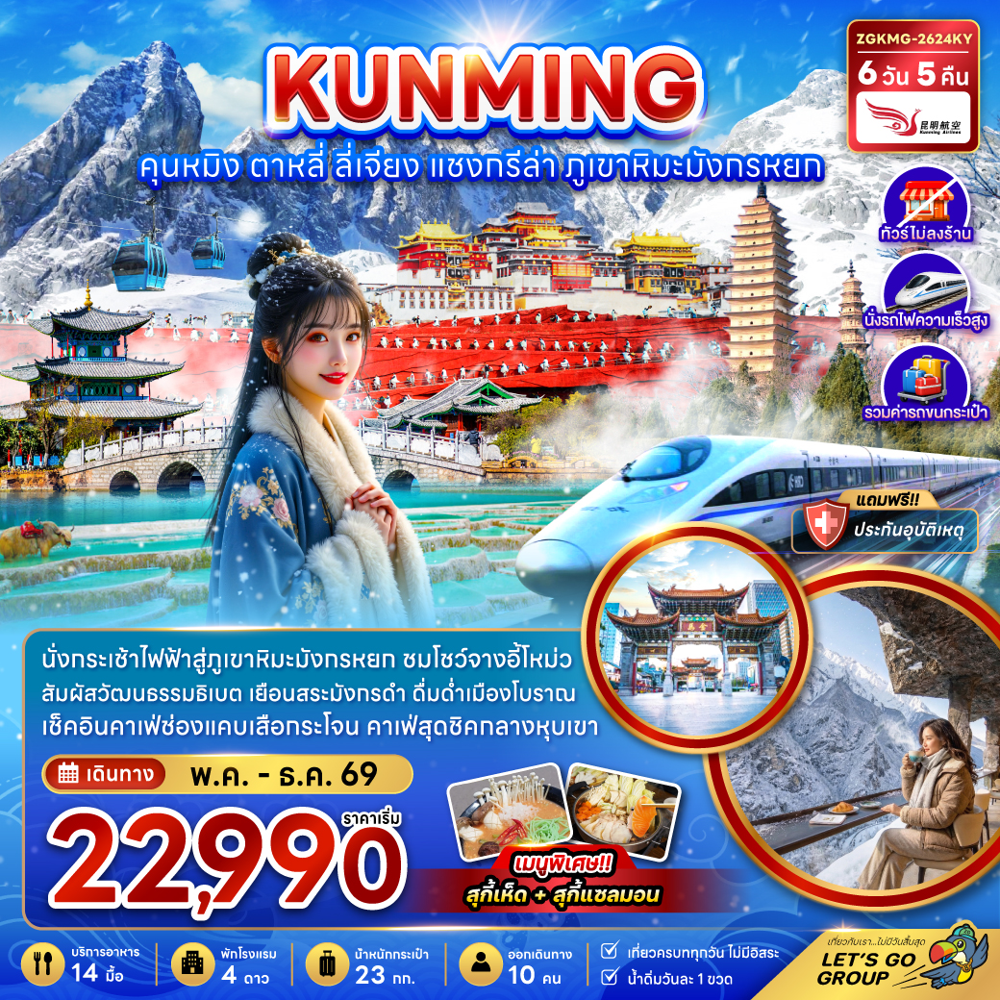 ZGKMG-2624KY
6 วัน 5 คืน
昆明航空
Kunming Airlines
KUNMING
คุนหมิง ต้าหลี่ ลี่เจียง แชงกรีล่า ภูเขาหิมะมังกรหยก
ทัวร์ไม่ลงร้าน
นั่งรถไฟความเร็วสูง
รวมค่ารถขนกระเป๋า
แถมฟรี!!
ประกันอุบัติเหตุ
นั่งกระเช้าไฟฟ้าสู่ภูเขาหิมะมังกรหยก ชมโชว์จางอี้โหม่ว
สัมผัสวัฒนธรรมธิเบต เยือนสระมังกรดำ ดื่มด่ำเมืองโบราณ
เช็คอินคาเฟ่ช่องแคบเสือกระโจน คาเฟ่สุดชิคกลางหุบเขา
เดินทาง พ.ค. - ธ.ค. 69
ราคาเริ่ม
22,990
เมนูพิเศษ!!
สุกี้เห็ด + สุกี้แซลมอน
บริการอาหาร
14 มื้อ
พักโรงแรม
4 ดาว
น้ำหนักกระเป๋า
23 กก.
ออกเดินทาง
10 คน
เที่ยวครบทุกวัน ไม่มีอิสระ
น้ำดื่มวันละ 1 ขวด
เที่ยวกับเรา...ไม่มีวันสิ้นสุด
LET'S GO
GROUP